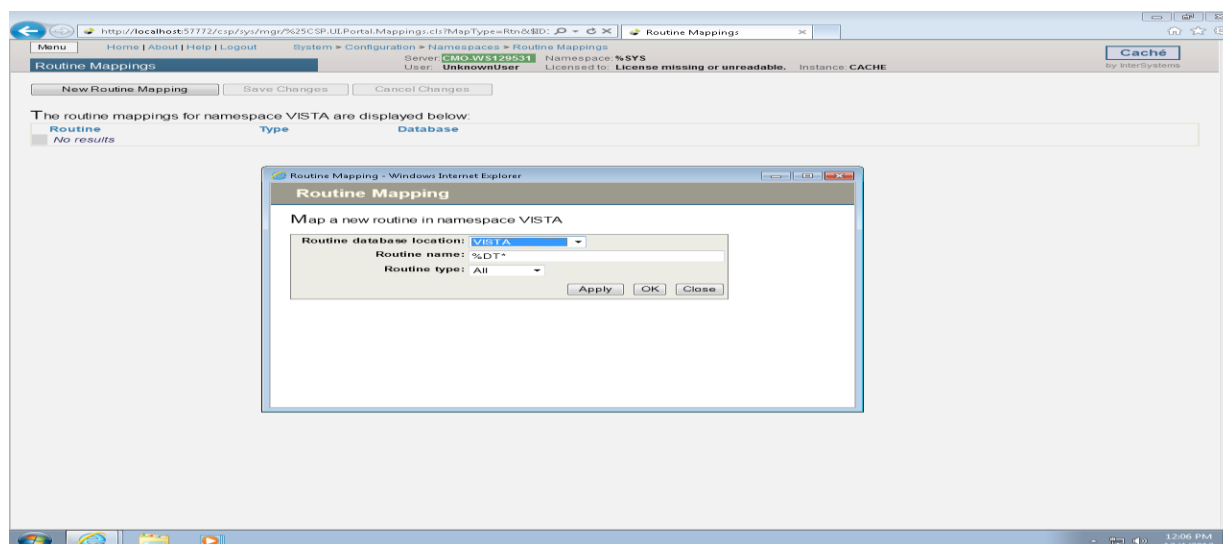 http://localhost:57772/csp/sys/mgr/%25CSP.UI.Portal.Mappings.cls?MapType=Rtn&$ID: Routine Mappings
Menu Home | About | Help | Logout System > Configuration > Namespaces > Routine Mappings
Server: CMO-WS129531 Namespace: %SYS
User: UnknownUser Licensed to: License missing or unreadable. Instance: CACHE
Routine Mappings
Caché
by InterSystems
New Routine Mapping Save Changes Cancel Changes
The routine mappings for namespace VISTA are displayed below:
Routine Type Database
No results
Routine Mapping - Windows Internet Explorer
Routine Mapping
Map a new routine in namespace VISTA
Routine database location: VISTA
Routine name: %DT*
Routine type: All
Apply OK Close
12:06 PM